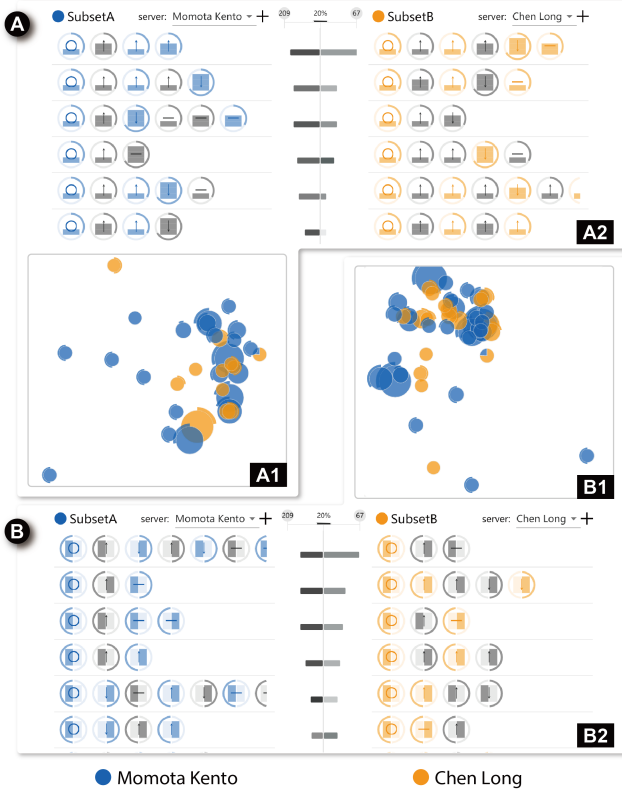 A
SubsetA server: Momota Kento + 209 20% 67 SubsetB server: Chen Long +
A2
A1
B1
B
SubsetA server: Momota Kento + 209 20% 67 SubsetB server: Chen Long +
B2
Momota Kento Chen Long